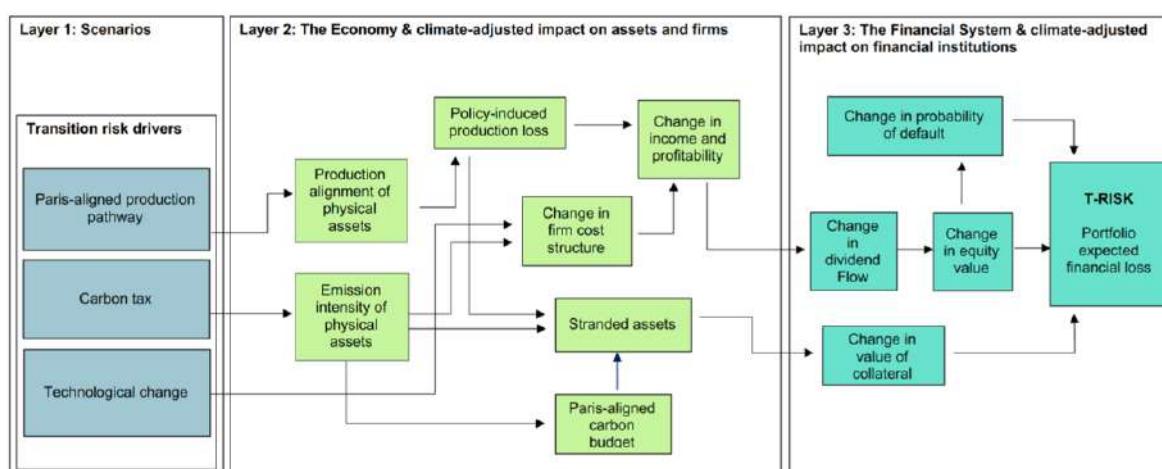 Layer 1: Scenarios
Transition risk drivers
Paris-aligned production
pathway
Carbon tax
Technological change
Layer 2: The Economy & climate-adjusted impact on assets and firms
Policy-induced
production loss
Change in
income and
profitability
Production
alignment of
physical
assets
Change in
firm cost
structure
Emission
intensity of
physical
assets
Stranded assets
Paris-aligned
carbon
budget
Layer 3: The Financial System & climate-adjusted
impact on financial institutions
Change in probability
of default
Change
in
dividend
Flow
Change
in equity
value
T-RISK
Portfolio
expected
financial loss
Change in
value of
collateral